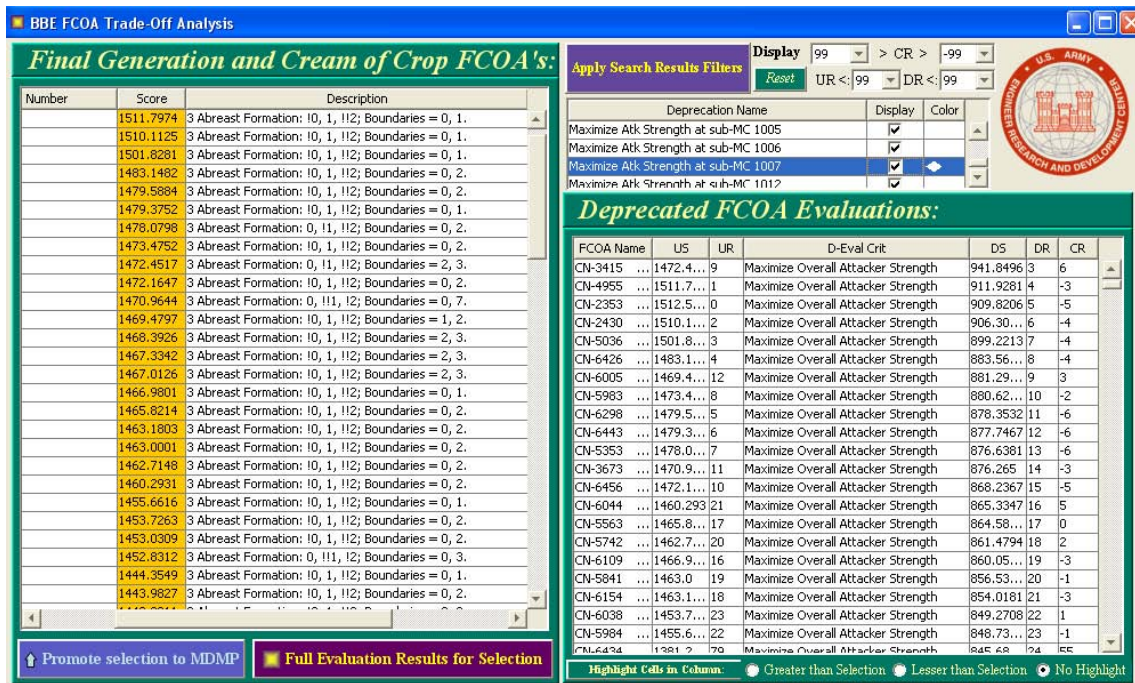 BBE FCOA Trade-Off Analysis
Final Generation and Cream of Crop FCOA's:
Number Score Description
1511.7974 3 Abreast Formation: !0, 1, !!2; Boundaries = 0, 1.
1510.1125 3 Abreast Formation: !0, 1, !!2; Boundaries = 0, 1.
1501.8281 3 Abreast Formation: !0, 1, !!2; Boundaries = 0, 1.
1483.1482 3 Abreast Formation: !0, 1, !!2; Boundaries = 0, 2.
1479.5884 3 Abreast Formation: !0, 1, !!2; Boundaries = 0, 2.
1479.3752 3 Abreast Formation: !0, 1, !!2; Boundaries = 0, 1.
1478.0798 3 Abreast Formation: 0, !1, !!2; Boundaries = 0, 2.
1473.4752 3 Abreast Formation: !0, 1, !!2; Boundaries = 0, 2.
1472.4517 3 Abreast Formation: 0, !1, !!2; Boundaries = 2, 3.
1472.1647 3 Abreast Formation: !0, 1, !!2; Boundaries = 0, 2.
1470.9644 3 Abreast Formation: 0, !!1, !2; Boundaries = 0, 7.
1469.4797 3 Abreast Formation: !0, 1, !!2; Boundaries = 1, 2.
1468.3926 3 Abreast Formation: !0, 1, !!2; Boundaries = 2, 3.
1467.3342 3 Abreast Formation: !0, 1, !!2; Boundaries = 2, 3.
1467.0126 3 Abreast Formation: !0, 1, !!2; Boundaries = 2, 3.
1466.9801 3 Abreast Formation: !0, 1, !!2; Boundaries = 0, 1.
1465.8214 3 Abreast Formation: !0, 1, !!2; Boundaries = 0, 2.
1463.1803 3 Abreast Formation: !0, 1, !!2; Boundaries = 0, 2.
1463.0001 3 Abreast Formation: !0, 1, !!2; Boundaries = 0, 2.
1462.7148 3 Abreast Formation: !0, 1, !!2; Boundaries = 0, 2.
1460.2931 3 Abreast Formation: !0, 1, !!2; Boundaries = 0, 2.
1455.6616 3 Abreast Formation: !0, 1, !!2; Boundaries = 0, 1.
1453.7263 3 Abreast Formation: !0, 1, !!2; Boundaries = 0, 2.
1453.0309 3 Abreast Formation: !0, 1, !!2; Boundaries = 0, 2.
1452.8312 3 Abreast Formation: 0, !!1, !2; Boundaries = 0, 3.
1444.3549 3 Abreast Formation: !0, 1, !!2; Boundaries = 0, 1.
1443.9827 3 Abreast Formation: !0, 1, !!2; Boundaries = 0, 2.
Promote selection to MDMP
Full Evaluation Results for Selection
Apply Search Results Filters
Display 99 > CR > -99
Reset UR <: 99 DR <: 99
U.S. ARMY
ENGINEER RESEARCH AND DEVELOPMENT CENTER
Deprecation Name Display Color
Maximize Atk Strength at sub-MC 1005
Maximize Atk Strength at sub-MC 1006
Maximize Atk Strength at sub-MC 1007
Maximize Atk Strength at sub-MC 1012
Deprecated FCOA Evaluations:
FCOA Name US UR D-Eval Crit DS DR CR
CN-3415 ... 1472.4... 9 Maximize Overall Attacker Strength 941.8496 3 6
CN-4955 ... 1511.7... 1 Maximize Overall Attacker Strength 911.9281 4 -3
CN-2353 ... 1512.5... 0 Maximize Overall Attacker Strength 909.8206 5 -5
CN-2430 ... 1510.1... 2 Maximize Overall Attacker Strength 906.30... 6 -4
CN-5036 ... 1501.8... 3 Maximize Overall Attacker Strength 899.2213 7 -4
CN-6426 ... 1483.1... 4 Maximize Overall Attacker Strength 883.56... 8 -4
CN-6005 ... 1469.4... 12 Maximize Overall Attacker Strength 881.29... 9 3
CN-5983 ... 1473.4... 8 Maximize Overall Attacker Strength 880.62... 10 -2
CN-6298 ... 1479.5... 5 Maximize Overall Attacker Strength 878.3532 11 -6
CN-6443 ... 1479.3... 6 Maximize Overall Attacker Strength 877.7467 12 -6
CN-5353 ... 1478.0... 7 Maximize Overall Attacker Strength 876.6381 13 -6
CN-3673 ... 1470.9... 11 Maximize Overall Attacker Strength 876.265 14 -3
CN-6456 ... 1472.1... 10 Maximize Overall Attacker Strength 868.2367 15 -5
CN-6044 ... 1460.293 21 Maximize Overall Attacker Strength 865.3347 16 5
CN-5563 ... 1465.8... 17 Maximize Overall Attacker Strength 864.58... 17 0
CN-5742 ... 1462.7... 20 Maximize Overall Attacker Strength 861.4794 18 2
CN-6109 ... 1466.9... 16 Maximize Overall Attacker Strength 860.05... 19 -3
CN-5841 ... 1463.0 19 Maximize Overall Attacker Strength 856.53... 20 -1
CN-6154 ... 1463.1... 18 Maximize Overall Attacker Strength 854.0181 21 -3
CN-6038 ... 1453.7... 23 Maximize Overall Attacker Strength 849.2708 22 1
CN-5984 ... 1455.6... 22 Maximize Overall Attacker Strength 848.73... 23 -1
CN-6434 ... 1381.2... 79 Maximize Overall Attacker Strength 845.68... 24 55
Highlight Cells in Column: Greater than Selection Lesser than Selection No Highlight